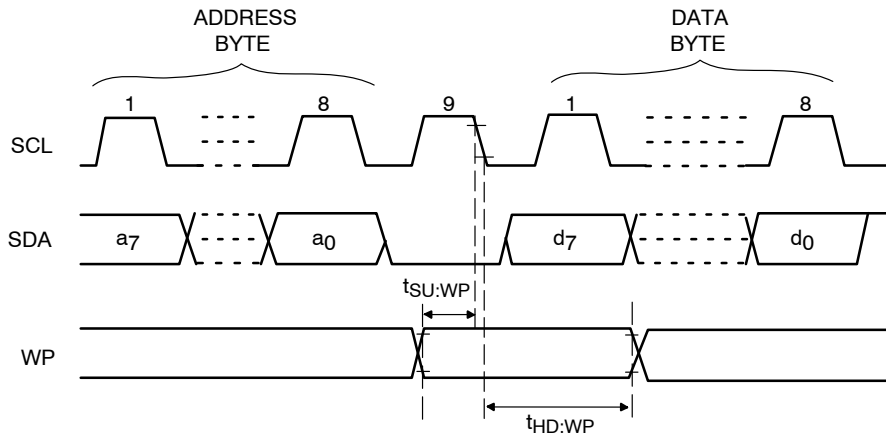 ADDRESS
BYTE
DATA
BYTE
1
8
9
1
8
SCL
SDA
a7
a0
d7
d0
tSU:WP
WP
tHD:WP